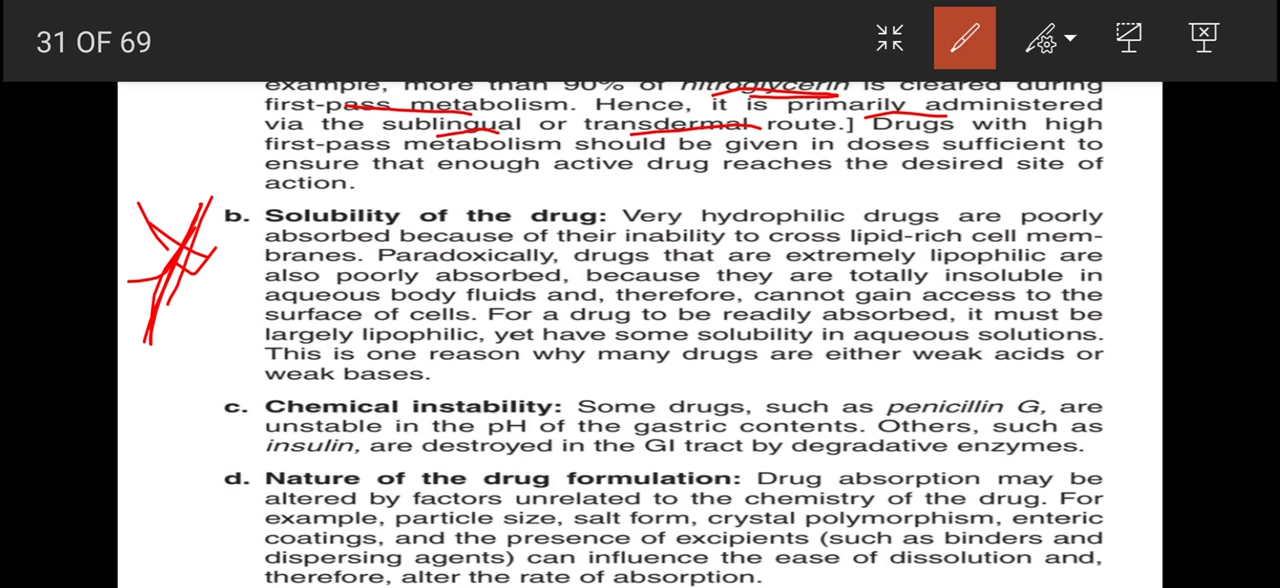 31 OF 69
example, more than 90% of nitroglycerin is cleared during
first-pass metabolism. Hence, it is primarily administered
via the sublingual or transdermal route.] Drugs with high
first-pass metabolism should be given in doses sufficient to
ensure that enough active drug reaches the desired site of
action.
b. Solubility of the drug: Very hydrophilic drugs are poorly
absorbed because of their inability to cross lipid-rich cell mem-
branes. Paradoxically, drugs that are extremely lipophilic are
also poorly absorbed, because they are totally insoluble in
aqueous body fluids and, therefore, cannot gain access to the
surface of cells. For a drug to be readily absorbed, it must be
largely lipophilic, yet have some solubility in aqueous solutions.
This is one reason why many drugs are either weak acids or
weak bases.
c. Chemical instability: Some drugs, such as penicillin G, are
unstable in the pH of the gastric contents. Others, such as
insulin, are destroyed in the GI tract by degradative enzymes.
d. Nature of the drug formulation: Drug absorption may be
altered by factors unrelated to the chemistry of the drug. For
example, particle size, salt form, crystal polymorphism, enteric
coatings, and the presence of excipients (such as binders and
dispersing agents) can influence the ease of dissolution and,
therefore, alter the rate of absorption.